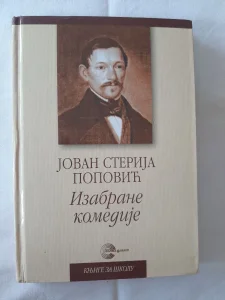 ЈОВАН СТЕРИЈА
ПОПОВИЋ
Изабране
комедије
КЊИГЕ ЗА ШКОЛУ